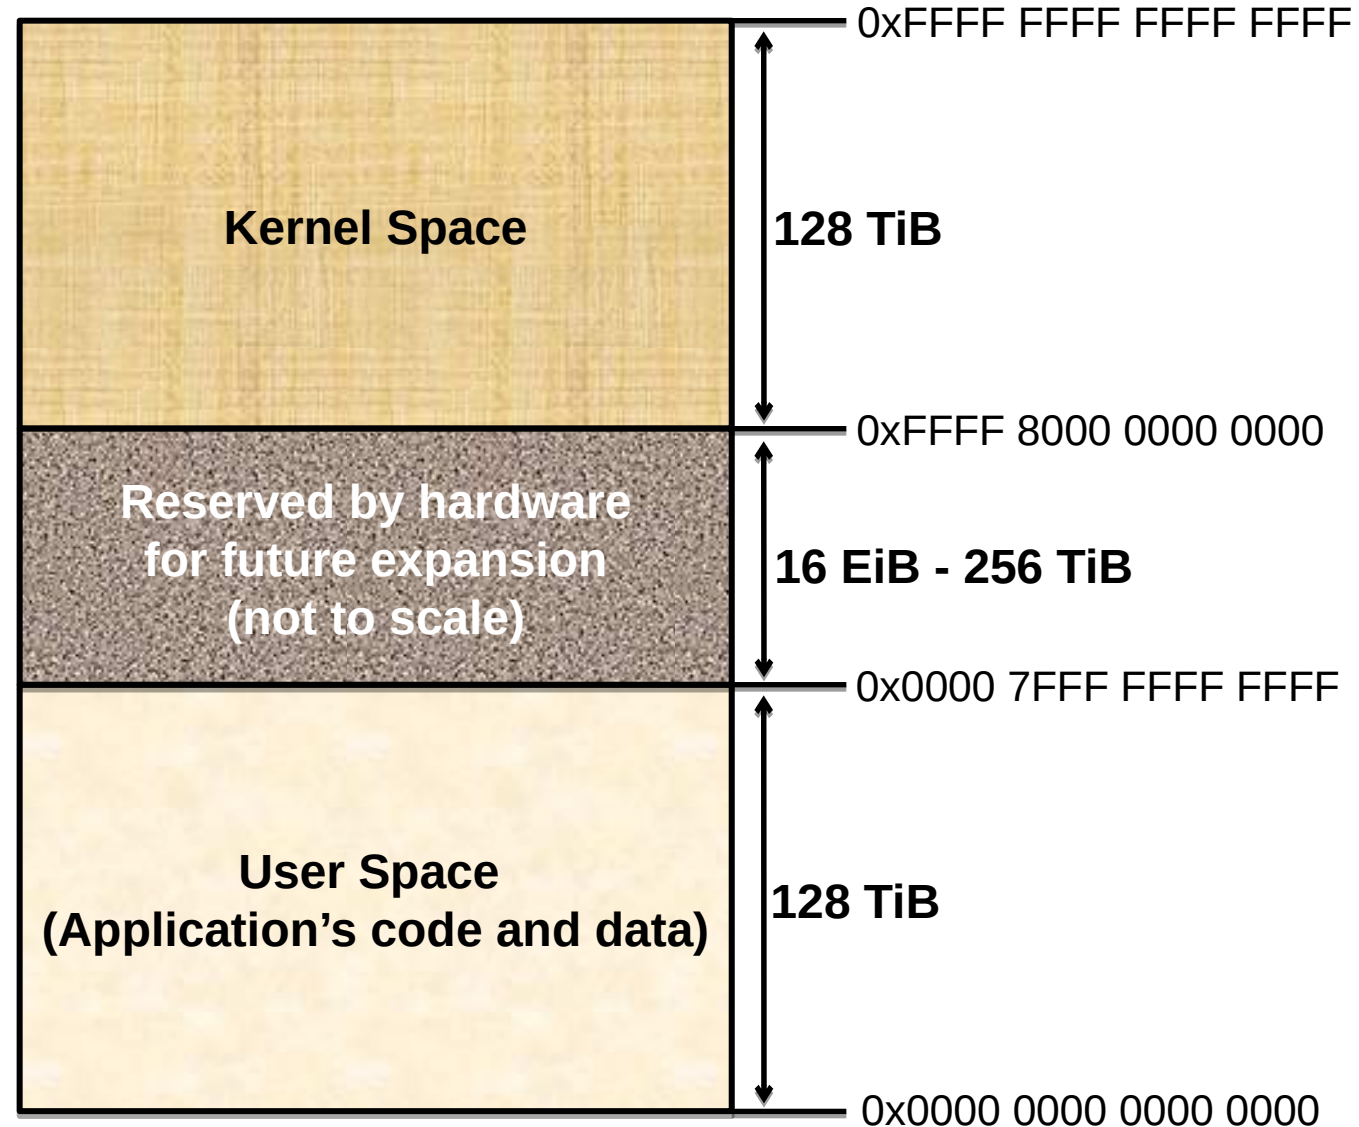 0xFFFF FFFF FFFF FFFF
Kernel Space
128 TiB
0xFFFF 8000 0000 0000
Reserved by hardware
for future expansion
(not to scale)
16 EiB - 256 TiB
0x0000 7FFF FFFF FFFF
User Space
(Application’s code and data)
128 TiB
0x0000 0000 0000 0000